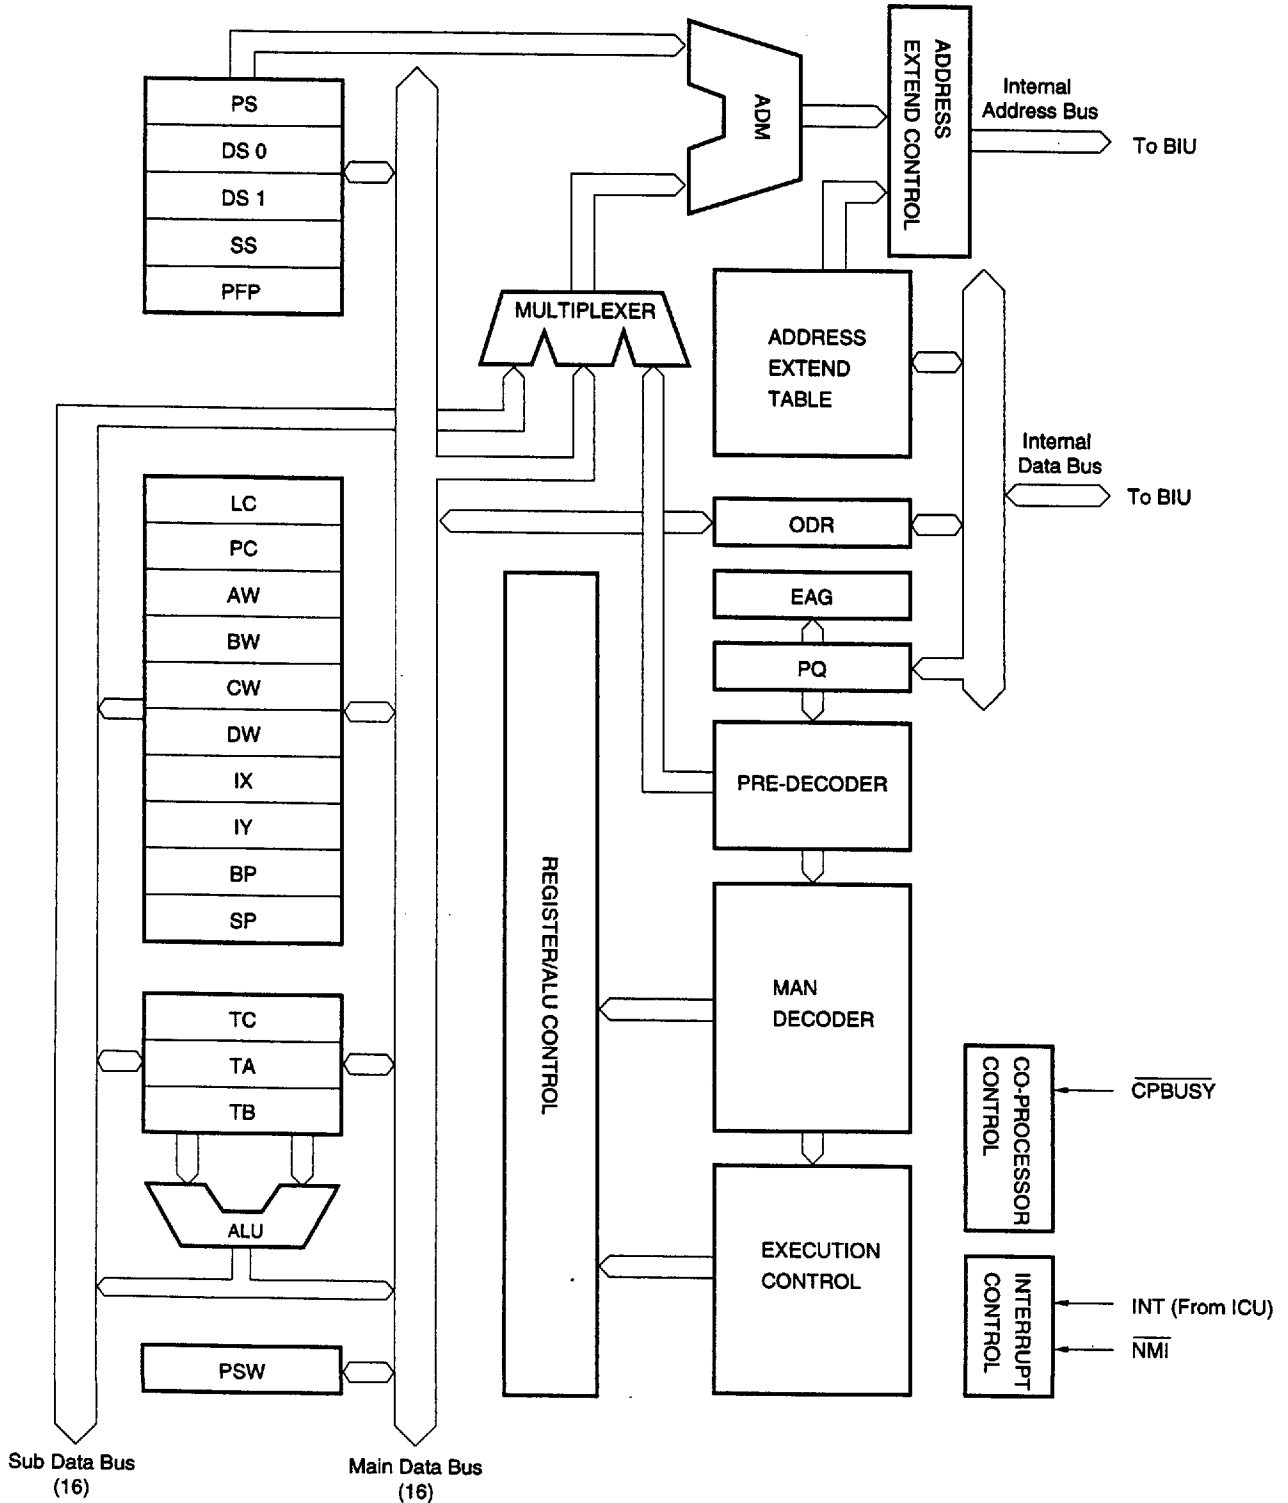 PS
DS 0
DS 1
SS
PFP
ADM
ADDRESS
EXTEND CONTROL
Internal
Address Bus
To BIU
MULTIPLEXER
ADDRESS
EXTEND
TABLE
Internal
Data Bus
To BIU
LC
PC
AW
BW
CW
DW
IX
IY
BP
SP
ODR
EAG
PQ
PRE-DECODER
REGISTER/ALU CONTROL
MAN
DECODER
TC
TA
TB
ALU
EXECUTION
CONTROL
CO-PROCESSOR
CONTROL
CPBUSY
INTERRUPT
CONTROL
INT (From ICU)
NMI
PSW
Sub Data Bus
(16)
Main Data Bus
(16)